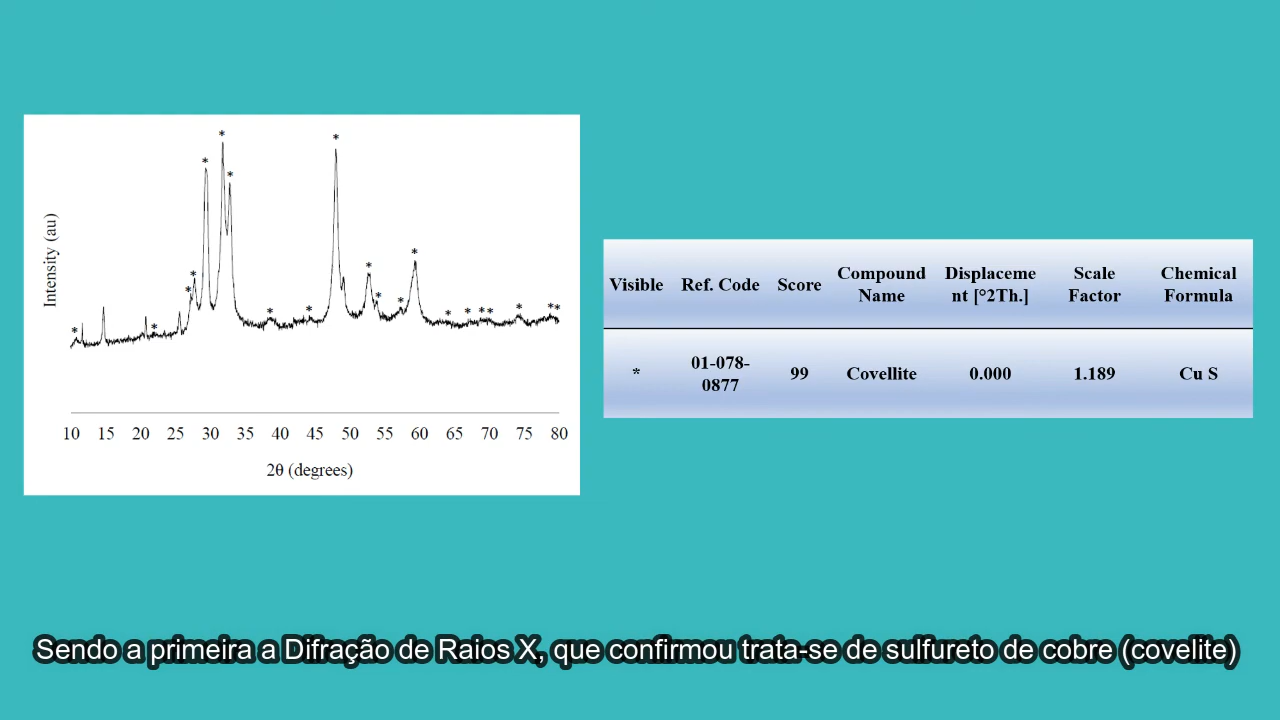 * * * * * * * * * * * * * * * * * * * * * *
Intensity (au)
10 15 20 25 30 35 40 45 50 55 60 65 70 75 80
2θ (degrees)
Visible Ref. Code Score Compound Name Displaceme nt [°2Th.] Scale Factor Chemical Formula
* 01-078-0877 99 Covellite 0.000 1.189 Cu S
Sendo a primeira a Difração de Raios X, que confirmou trata-se de sulfureto de cobre (covelite)